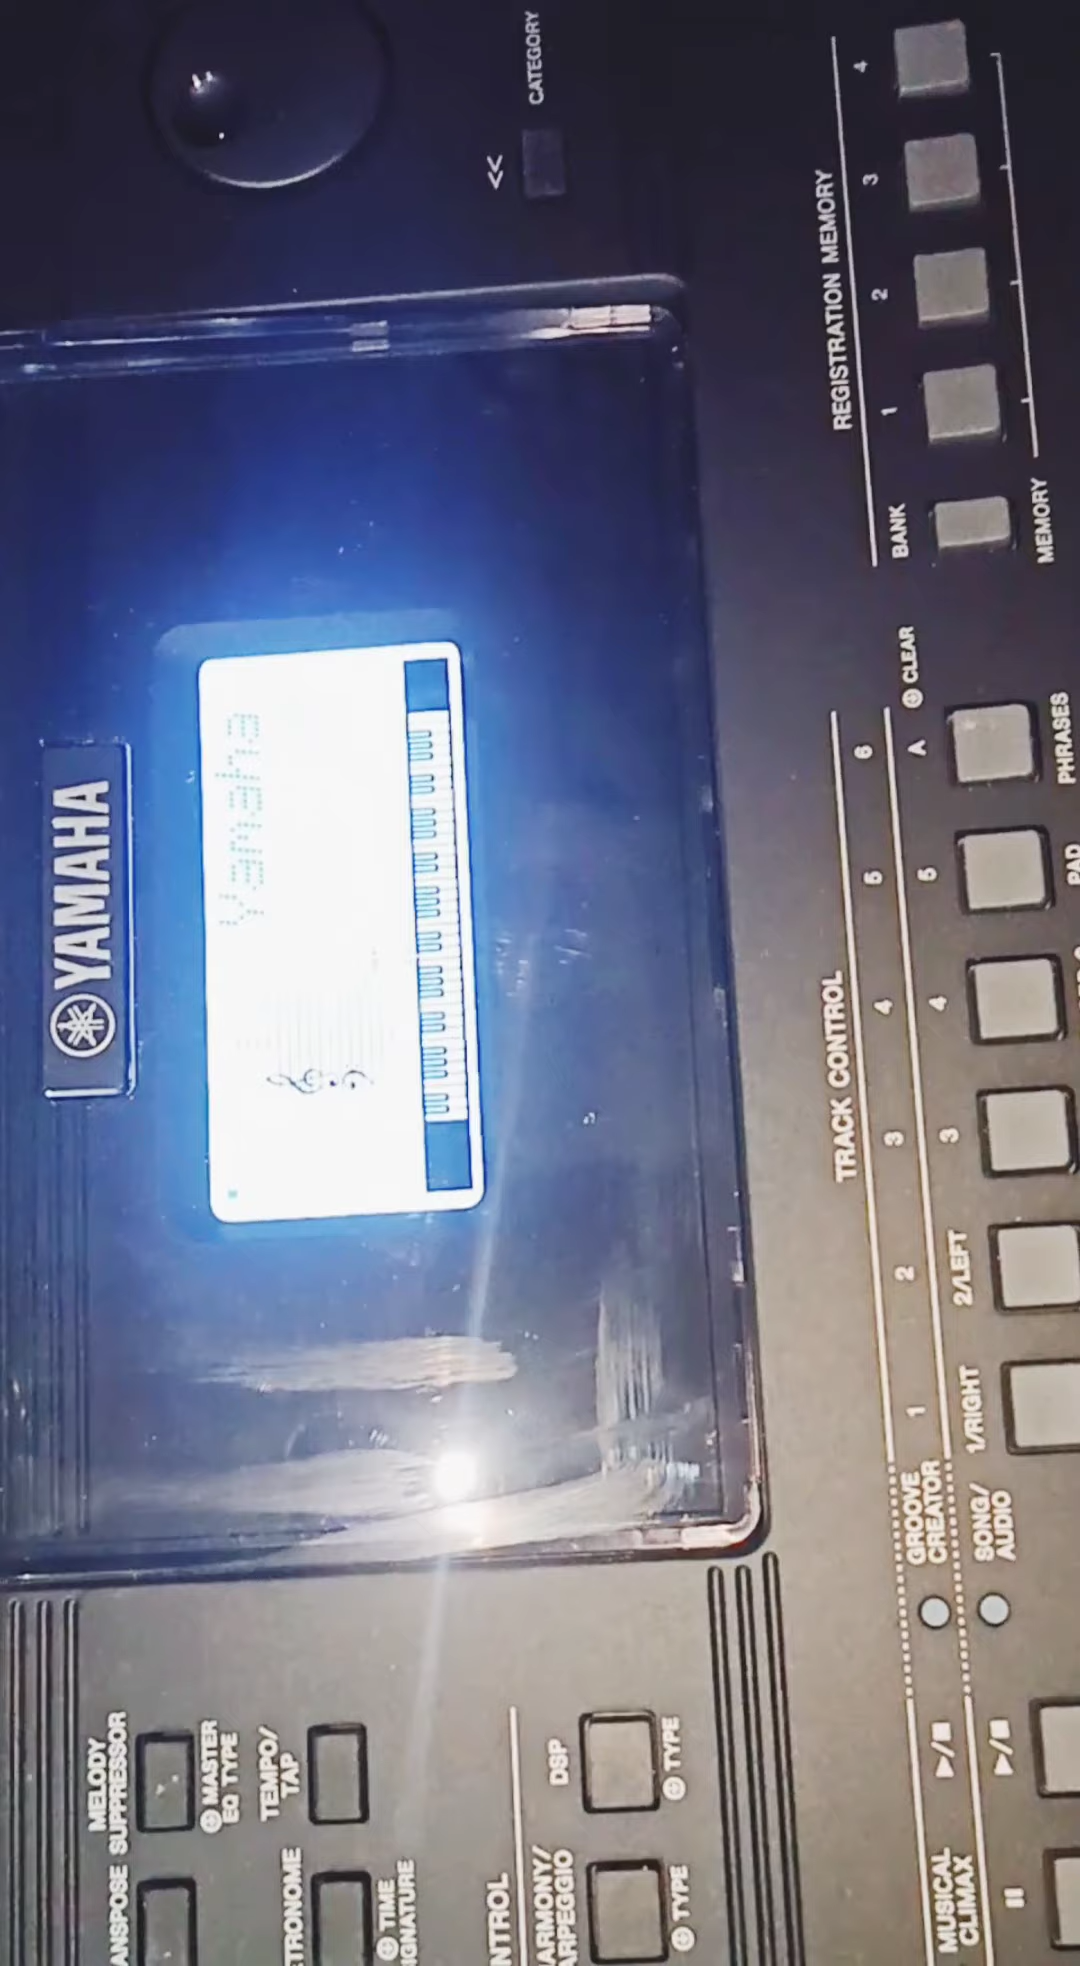 YAMAHA
Yamaha
MELODY
SUPPRESSOR
MASTER
EQ TYPE
TEMPO/
TAP
TIME
DSP
TYPE
TYPE
CATEGORY
REGISTRATION MEMORY
BANK 1 2 3 4
MEMORY
TRACK CONTROL
GROOVE
CREATOR
1 2 3 4 5 6
SONG/
AUDIO
1/RIGHT 2/LEFT 3 4 5 A
CLEAR
PHRASES
PAD
MUSICAL
CLIMAX